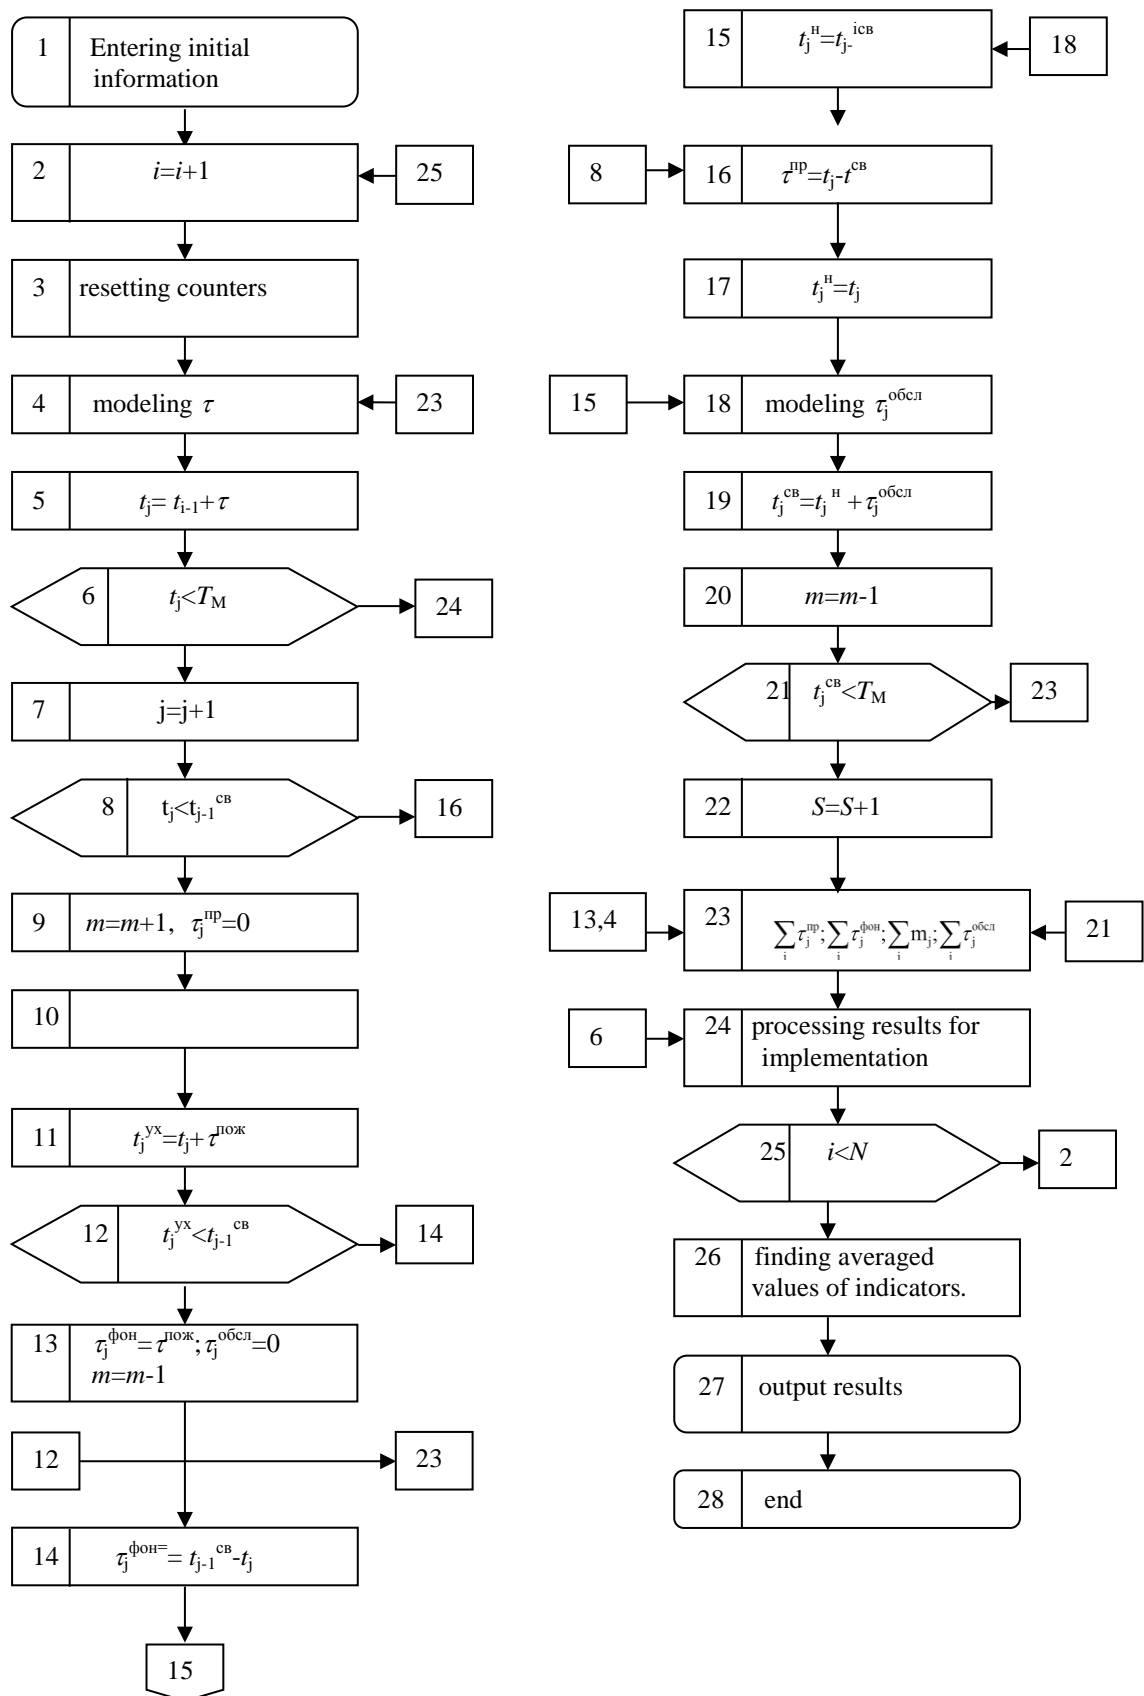 1 Entering initial
information
2 i=i+1
25
3 resetting counters
4 modeling τ
23
5 tj= ti-1+τ
6 tj<TM
24
7 j=j+1
8 tj<tj-1св
16
9 m=m+1, τjпр=0
10
11 tjух=tj+τпож
12 tjух<tj-1св
14
13 τjфон=τпож; τjобсл=0
m=m-1
12
23
14 τjфон== tj-1св-tj
15
15 tjн=tj-iсв
18
8
16 τпр=tj-tсв
17 tjн=tj
15
18 modeling τjобсл
19 tjсв=tjн+τjобсл
20 m=m-1
21 tjсв<TM
23
22 S=S+1
13,4
23 ∑i τjпр;∑i τjфон;∑i mj;∑i τjобсл
21
6
24 processing results for
implementation
25 i<N
2
26 finding averaged
values of indicators.
27 output results
28 end